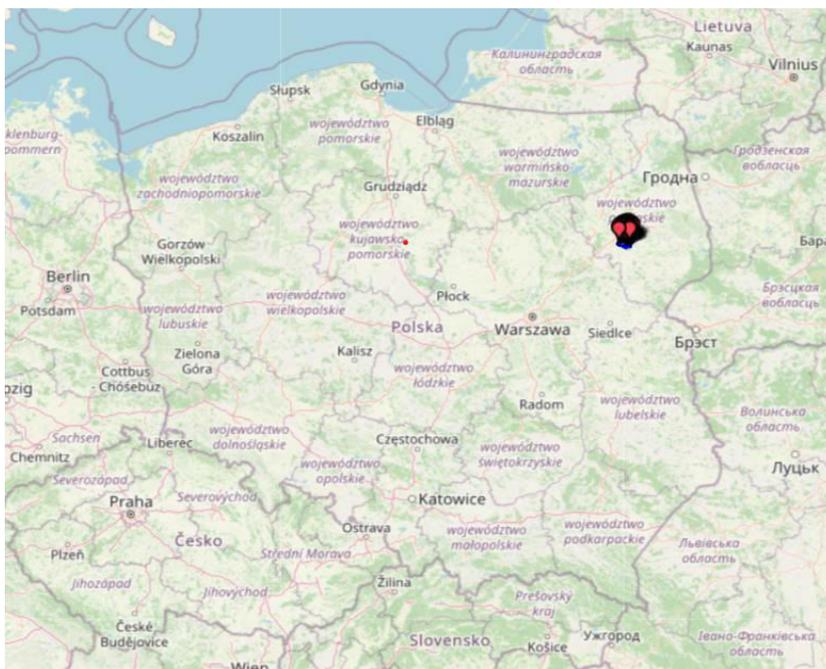 Lietuva
Kaunas
Калининградская
область
Vilnius
Gdynia
Słupsk
Elbląg
Koszalin
województwo
pomorskie
klenburg-
pommern
województwo
warmińsko-
mazurskie
Гродзенская
вобласць
województwo
zachodniopomorskie
Гродна
Grudziądz
województwo
województwo
kujawsko-
pomorskie
Gorzów
Wielkopolski
Berlin
Potsdam
Брэсцкая
вобласць
województwo
wielkopolskie
Płock
województwo
lubuskie
Polska
Warszawa
Siedlce
Брэст
Zielona
Góra
Kalisz
Cottbus
- Chóśebuz
województwo
łódzkie
Radom
województwo
lubelskie
Волинська
область
Sachsen
Chemnitz
Liberec
województwo
dolnośląskie
Częstochowa
województwo
świętokrzyskie
województwo
opolskie
Луцьк
Severozápad
Praha
Severovýchod
Katowice
Ostrava
województwo
małopolskie
województwo
podkarpackie
Česko
Střední Morava
Plzeň
Львівська
область
Jihozápad
Jihovýchod
Žilina
Prešovský
kraj
České
Budějovice
Slovensko
Košice
Ужгород
Івано-Франківська
область